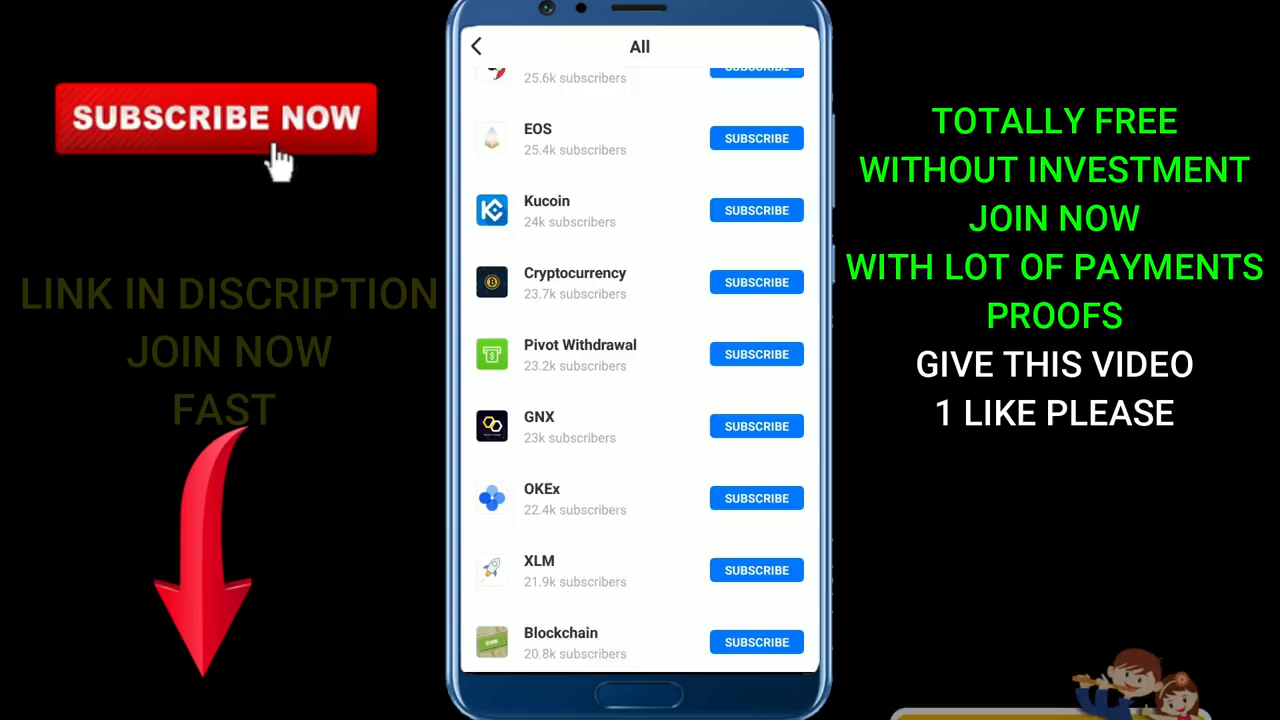 SUBSCRIBE NOW
LINK IN DISCRIPTION
JOIN NOW
FAST
All
25.6k subscribers
SUBSCRIBE
EOS
25.4k subscribers
SUBSCRIBE
Kucoin
24k subscribers
SUBSCRIBE
Cryptocurrency
23.7k subscribers
SUBSCRIBE
Pivot Withdrawal
23.2k subscribers
SUBSCRIBE
GNX
23k subscribers
SUBSCRIBE
OKEx
22.4k subscribers
SUBSCRIBE
XLM
21.9k subscribers
SUBSCRIBE
Blockchain
20.8k subscribers
SUBSCRIBE
TOTALLY FREE
WITHOUT INVESTMENT
JOIN NOW
WITH LOT OF PAYMENTS
PROOFS
GIVE THIS VIDEO
1 LIKE PLEASE